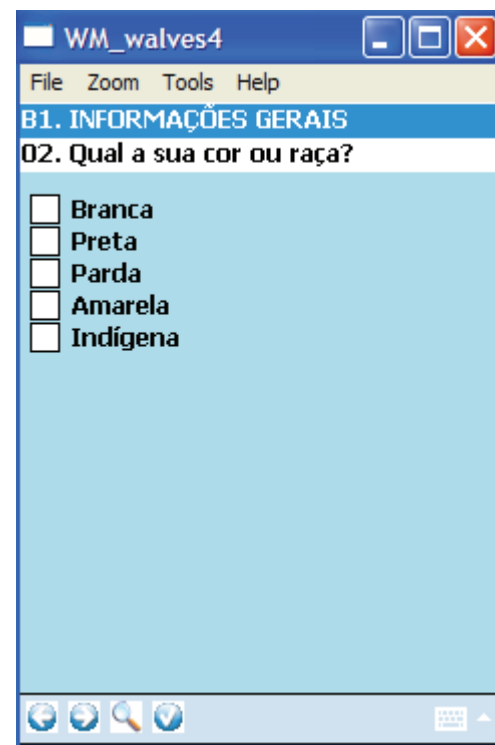 WM_walves4
File Zoom Tools Help
B1. INFORMAÇÕES GERAIS
02. Qual a sua cor ou raça?
Branca
Preta
Parda
Amarela
Indígena